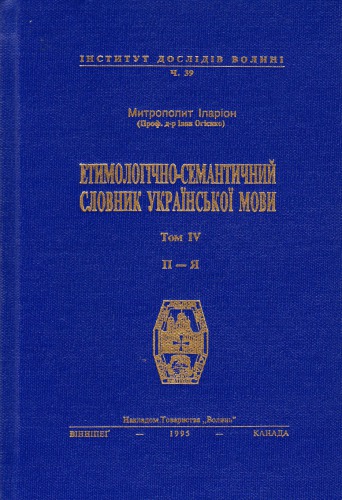 ІНСТИТУТ ДОСЛІДІВ ВОЛИНІ
Ч. 39
Митрополит Іларіон
(Проф. д-р Іван Огієнко)
ЕТИМОЛОГІЧНО-СЕМАНТИЧНИЙ
СЛОВНИК УКРАЇНСЬКОЇ МОВИ
Том IV
П — Я
Накладом Товариства „Волинь"
ВІННІПЕҐ — 1995 — КАНАДА